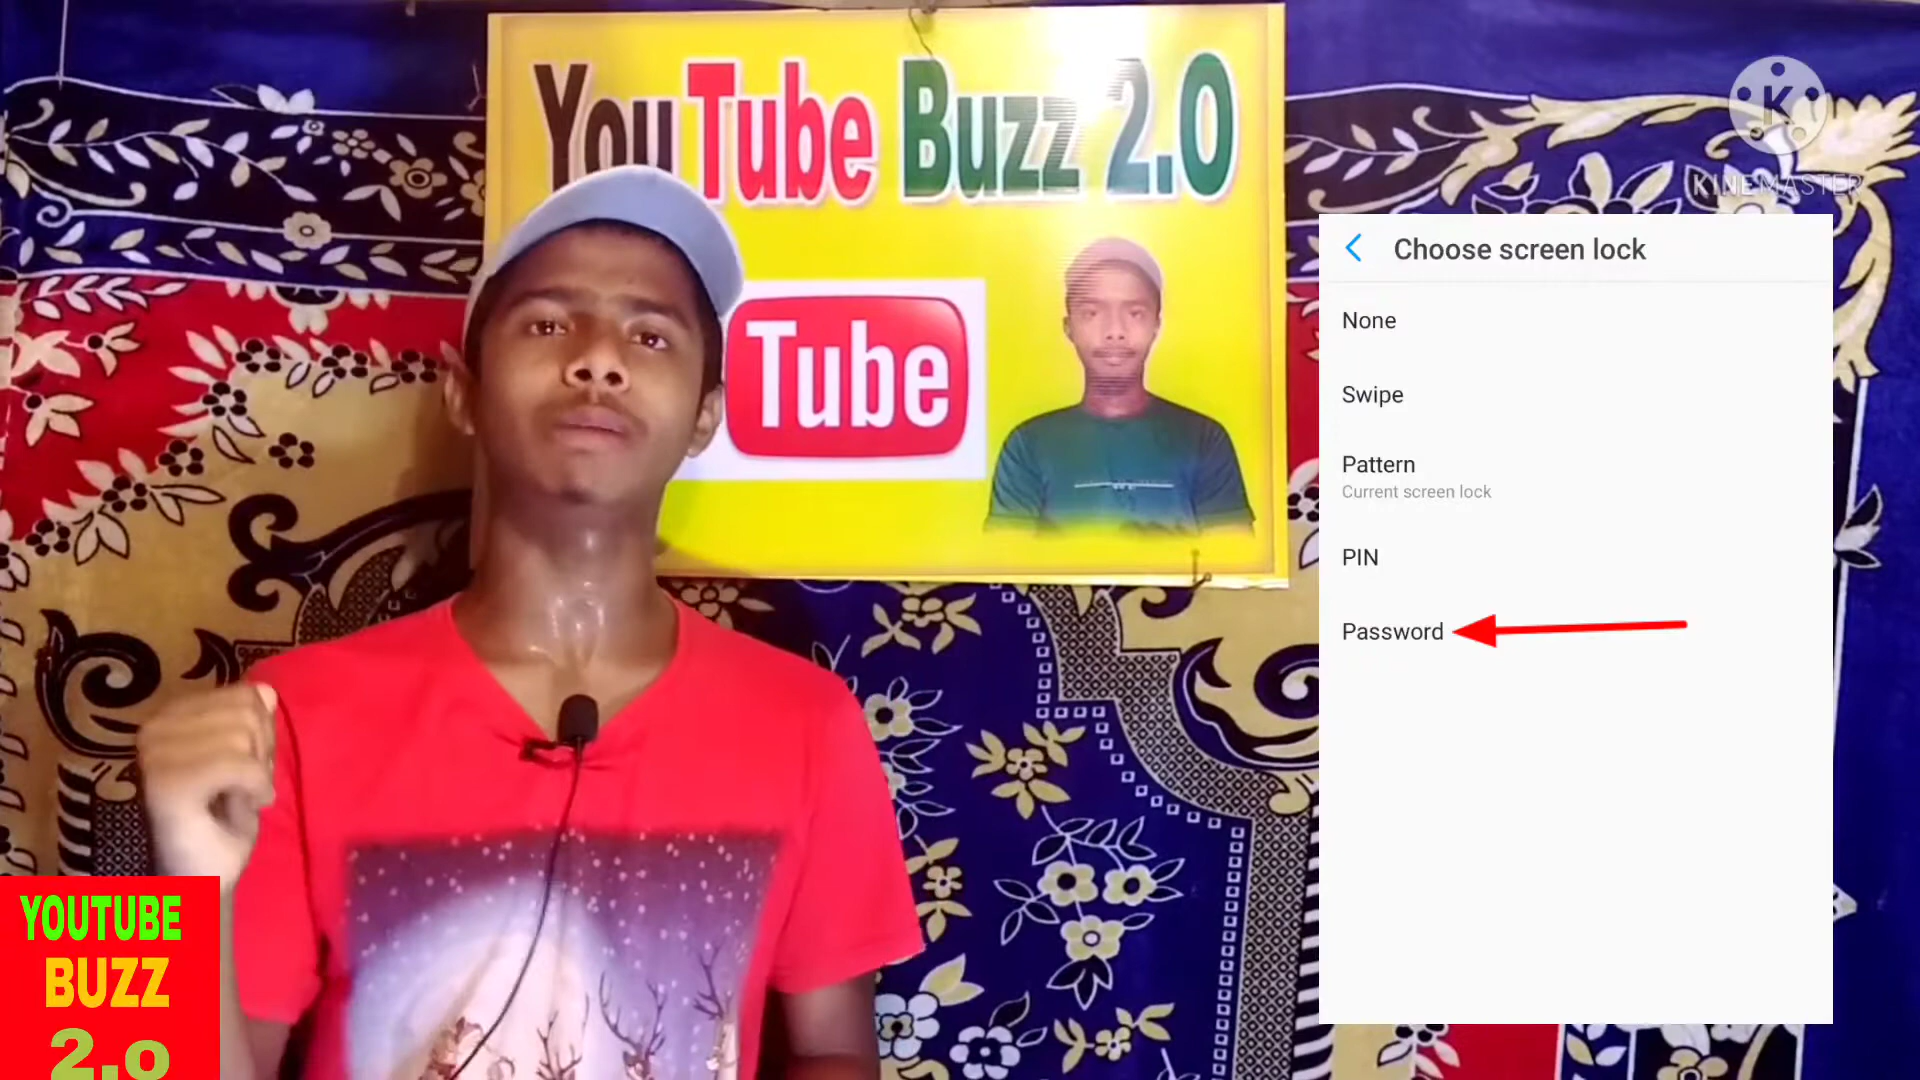 YouTube Buzz 2.0
Tube
KINEMASTER
Choose screen lock
None
Swipe
Pattern
Current screen lock
PIN
Password
YOUTUBE
BUZZ
2.o